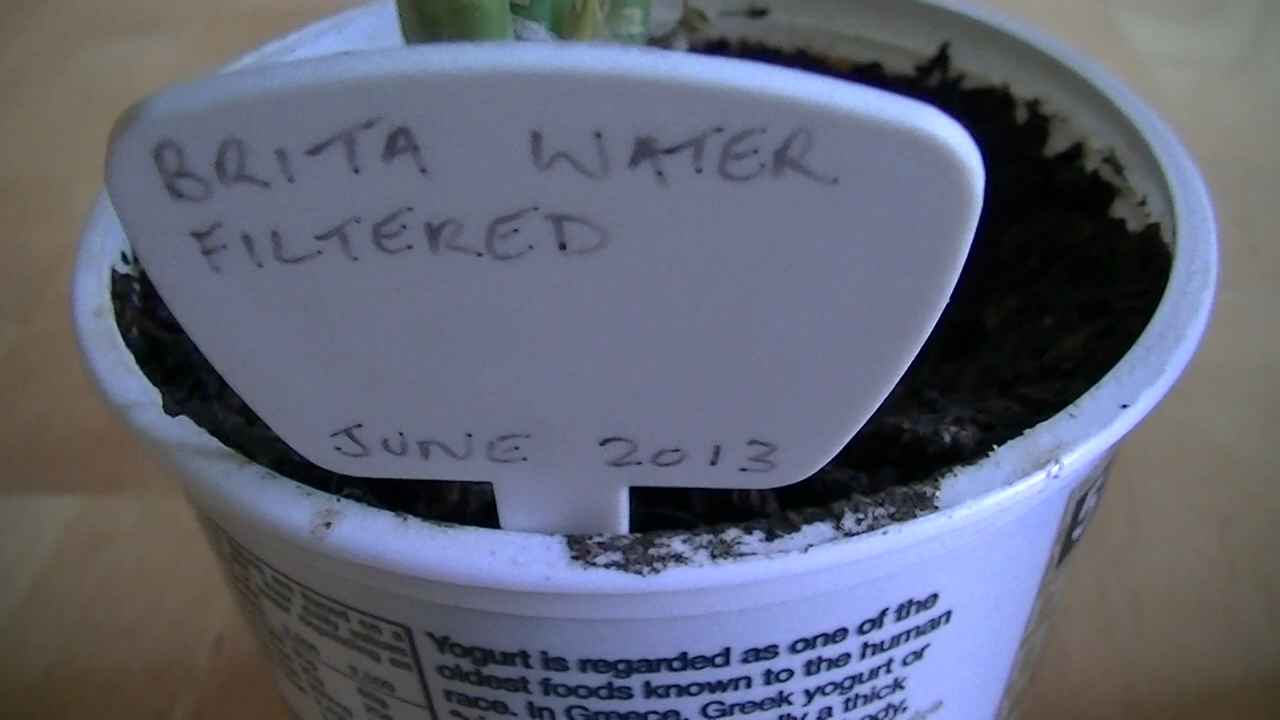 BRITA WATER
FILTERED
JUNE 2013
Yogurt is regarded as one of the
oldest foods known to the human
race. In Greece, Greek yogurt or
a thick